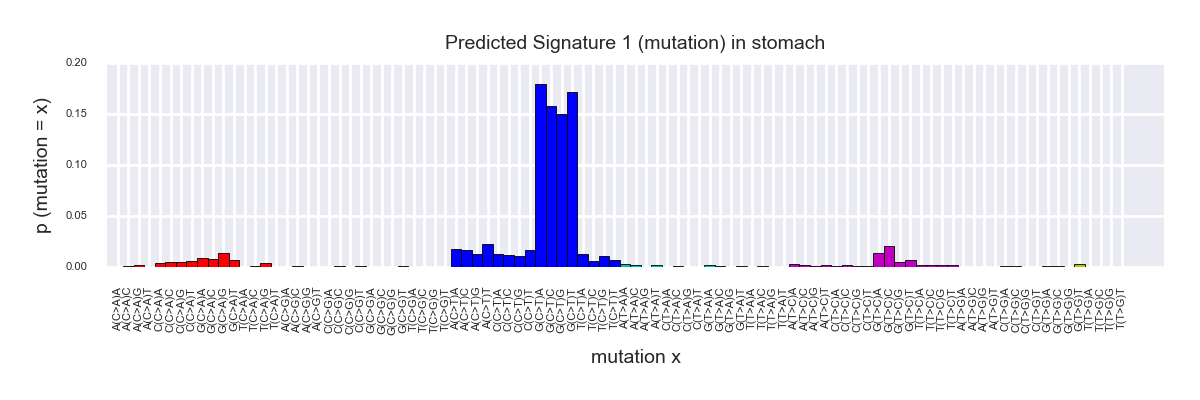 Predicted Signature 1 (mutation) in stomach
p (mutation = x)
0.20
0.15
0.10
0.05
0.00
A(C>A)A
A(C>A)C
A(C>A)G
A(C>A)T
C(C>A)A
C(C>A)C
C(C>A)G
C(C>A)T
G(C>A)A
G(C>A)C
G(C>A)G
G(C>A)T
T(C>A)A
T(C>A)C
T(C>A)G
T(C>A)T
A(C>G)A
A(C>G)C
A(C>G)G
A(C>G)T
C(C>G)A
C(C>G)C
C(C>G)G
C(C>G)T
G(C>G)A
G(C>G)C
G(C>G)G
G(C>G)T
T(C>G)A
T(C>G)C
T(C>G)G
T(C>G)T
A(C>T)A
A(C>T)C
A(C>T)G
A(C>T)T
C(C>T)A
C(C>T)C
C(C>T)G
C(C>T)T
G(C>T)A
G(C>T)C
G(C>T)G
G(C>T)T
T(C>T)A
T(C>T)C
T(C>T)G
T(C>T)T
A(T>A)A
A(T>A)C
A(T>A)G
A(T>A)T
C(T>A)A
C(T>A)C
C(T>A)G
C(T>A)T
G(T>A)A
G(T>A)C
G(T>A)G
G(T>A)T
T(T>A)A
T(T>A)C
T(T>A)G
T(T>A)T
A(T>C)A
A(T>C)C
A(T>C)G
A(T>C)T
C(T>C)A
C(T>C)C
C(T>C)G
C(T>C)T
G(T>C)A
G(T>C)C
G(T>C)G
G(T>C)T
T(T>C)A
T(T>C)C
T(T>C)G
T(T>C)T
A(T>G)A
A(T>G)C
A(T>G)G
A(T>G)T
C(T>G)A
C(T>G)C
C(T>G)G
C(T>G)T
G(T>G)A
G(T>G)C
G(T>G)G
G(T>G)T
T(T>G)A
T(T>G)C
T(T>G)G
T(T>G)T
mutation x